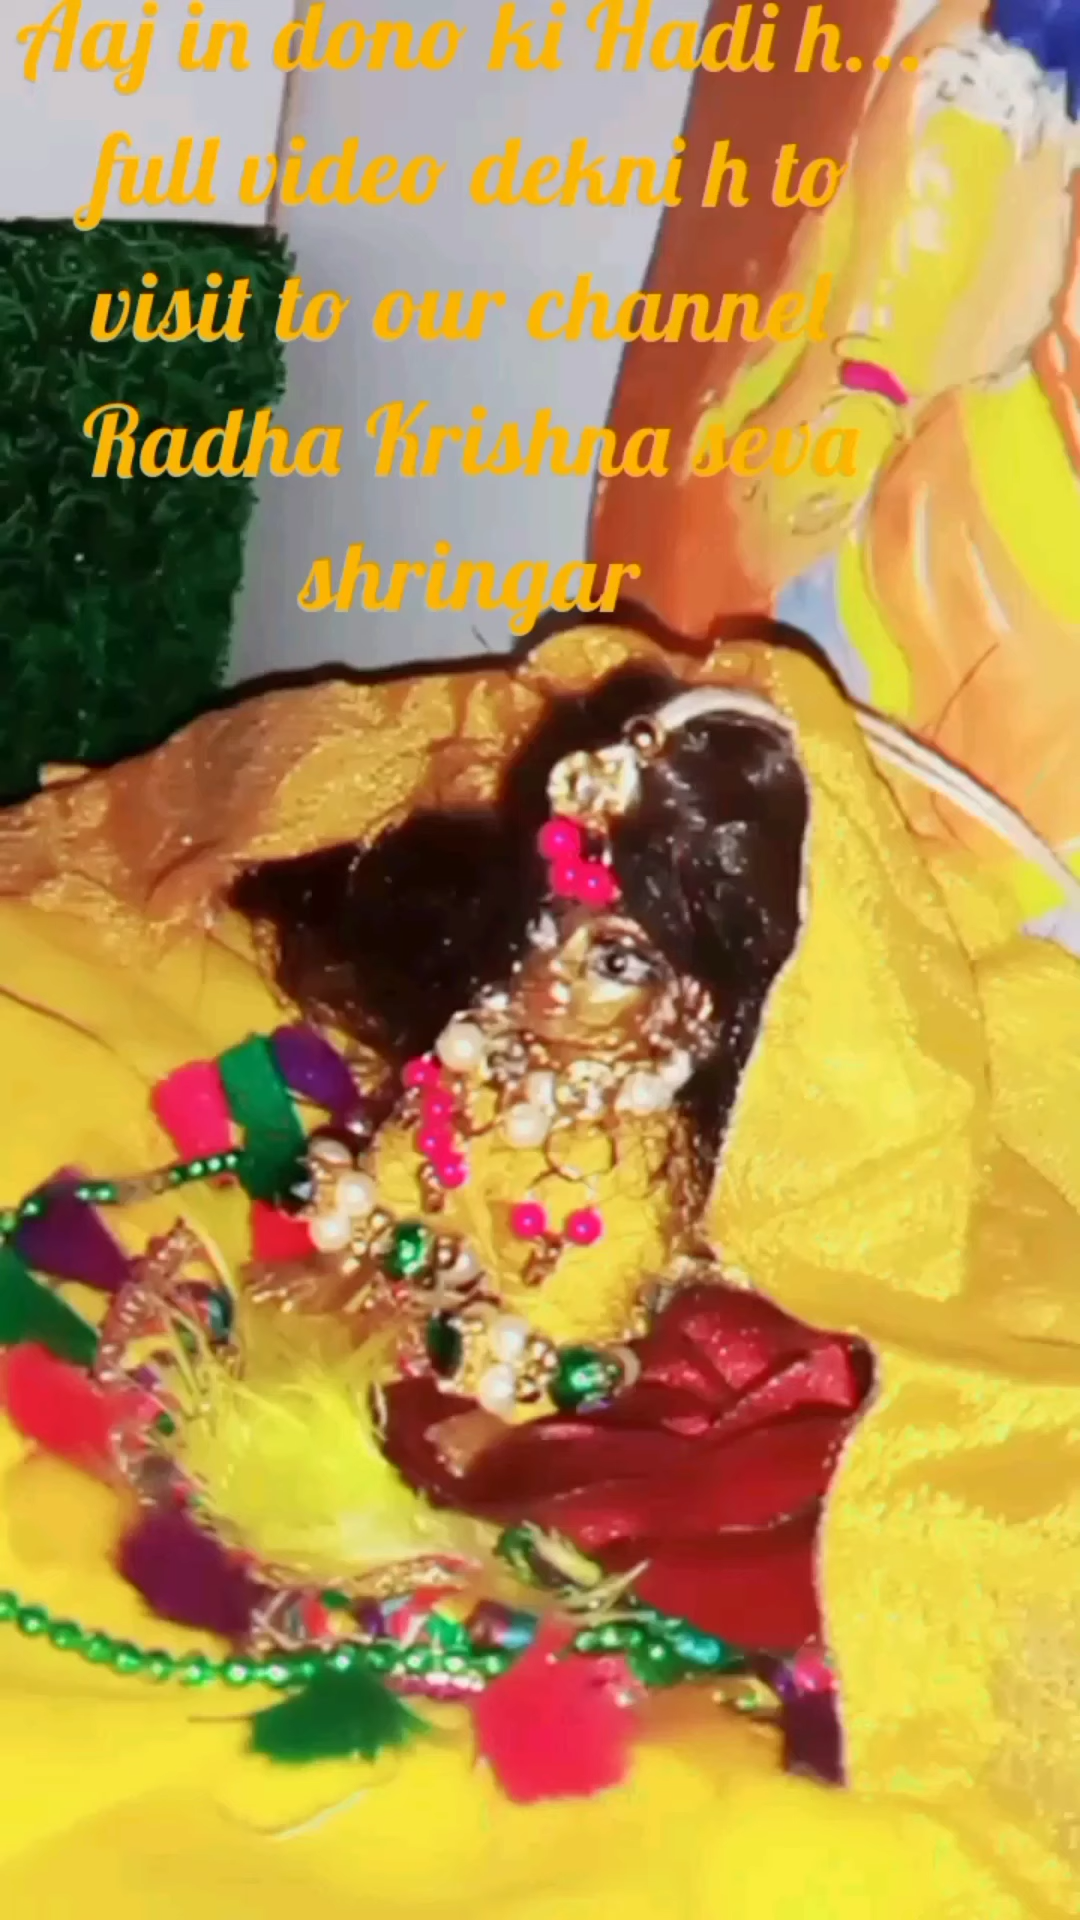 Aaj in dono ki Hadi h...
full video dekni h to
visit to our channel
Radha Krishna seva
shringar